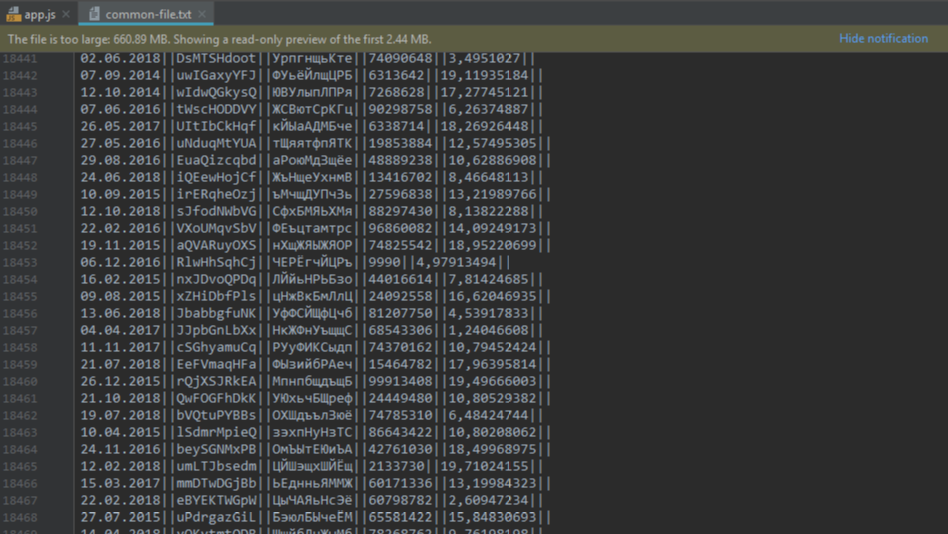 app.js common-file.txt
The file is too large: 660.89 MB. Showing a read-only preview of the first 2.44 MB. Hide notification
18441 02.06.2018||DsMTSHdoot||УрпгнщьКте||74090648||3,4951027||
18442 07.09.2014||uwIGaxyYFJ||ФУьёЙлщЦРБ||6313642||19,11935184||
18443 12.10.2014||wIdwQGkysQ||ЮВУлыпЛПРя||7268628||17,27745121||
18444 07.06.2016||tWscHODDVY||ЖСВютСрКГц||90298758||6,26374887||
18445 26.05.2017||UItIbCkHqf||кЙЫаАДМБче||6338714||18,26926448||
18446 27.05.2016||uNduqMtYUA||тЩяятфпЯТК||19853884||12,57495305||
18447 29.08.2016||EuaQizcqbd||аРоюМдЗщёе||48889238||10,62886908||
18448 24.06.2018||iQEewHojCf||ЖъНщеУхнмВ||13416702||8,46648113||
18449 10.09.2015||irERqheOzj||ъМчщДУПчЗь||27596838||13,21989766||
18450 12.10.2018||sJfodNWbVG||СфхБМЯЬХМя||88297430||8,13822288||
18451 22.02.2016||VXoUMqvSbV||ФЕъцтамтрс||96860082||14,09249173||
18452 19.11.2015||aQVARuyOXS||нХщЖЯЫЖЯОР||74825542||18,95220699||
18453 06.12.2016||RlwHhSqhCj||ЧЕРЁгчЙЦРъ||9990||4,97913494||
18454 16.02.2015||nxJDvoQPDq||ЛЙйьНРЬБзо||44016614||7,81424685||
18455 09.08.2015||xZHiDbfPls||цНжВкБмЛлЦ||24092558||16,62046935||
18456 13.06.2018||JbabbgfuNK||УфФСЙЩфЦчб||81207750||4,53917833||
18457 04.04.2017||JJpbGnLbXx||НкЖФнУъщщС||68543306||1,24046608||
18458 11.11.2017||cSGhyamuCq||РУуФИКСыдп||74370162||10,79452424||
18459 21.07.2018||EeFVmaqHFa||ФЫзийбРАеч||15464782||17,96395814||
18460 26.12.2015||rQjXSJRkEA||МпнпбщдъщБ||99913408||19,49666003||
18461 21.10.2018||QwFOGFhDkK||УЮхьчБЩреф||24449480||10,80529382||
18462 19.07.2018||bVQtuPYBBs||ОХШдъълЗюё||74785310||6,48424744||
18463 10.04.2015||lSdmrMpieQ||ззхпНуНзТС||86643422||10,80208062||
18464 24.11.2016||beySGNMxPB||ОмЪЫтЕЮиЪА||42761030||18,49968975||
18465 12.02.2018||umLTJbsedm||ЦЙШэщхШЙЁщ||2133730||19,71024155||
18466 15.03.2017||mmDTwDGjBb||ьЕднньЯММЖ||60171336||13,19984323||
18467 22.02.2018||eBYEKTWGpW||ЦыЧАЯьНсЭё||60798782||2,60947234||
18468 27.07.2015||uPdrgazGiL||БэюлБЫчеЁМ||65581422||15,84830693||